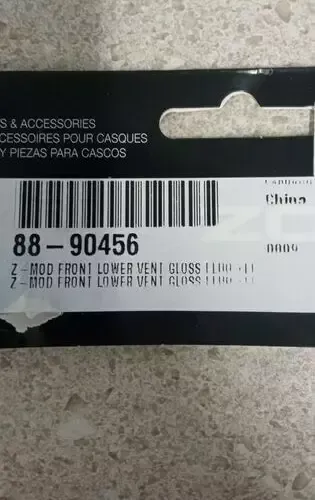 S & ACCESSORIES
CESSOIRES POUR CASQUES
Y PIEZAS PARA CASCOS
China
88-90456
Z-MOD FRONT LOWER VENT GLOSS
Z-MOD FRONT LOWER VENT GLOSS